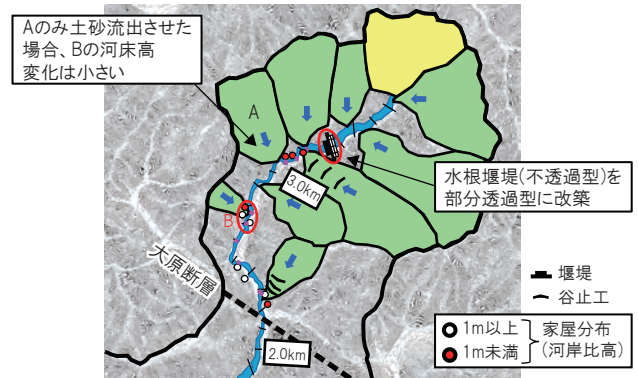 Aのみ土砂流出させた
場合、Bの河床高
変化は小さい
A
水根堰堤(不透過型)を
部分透過型に改築
3.0km
B
大原断層
2.0km
堰堤
谷止工
1m以上
1m未満
家屋分布
(河岸比高)